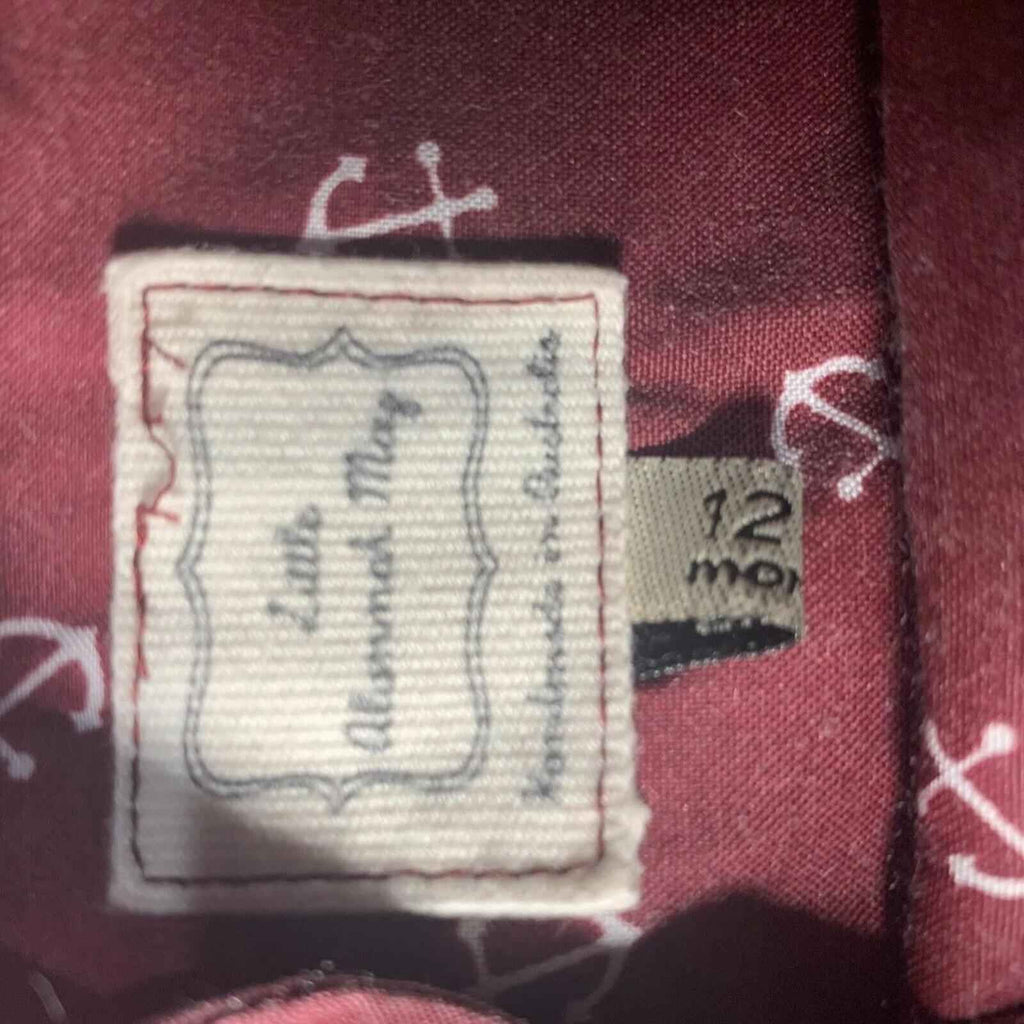 Little
Almond May
Handmade in Australia
12
mon